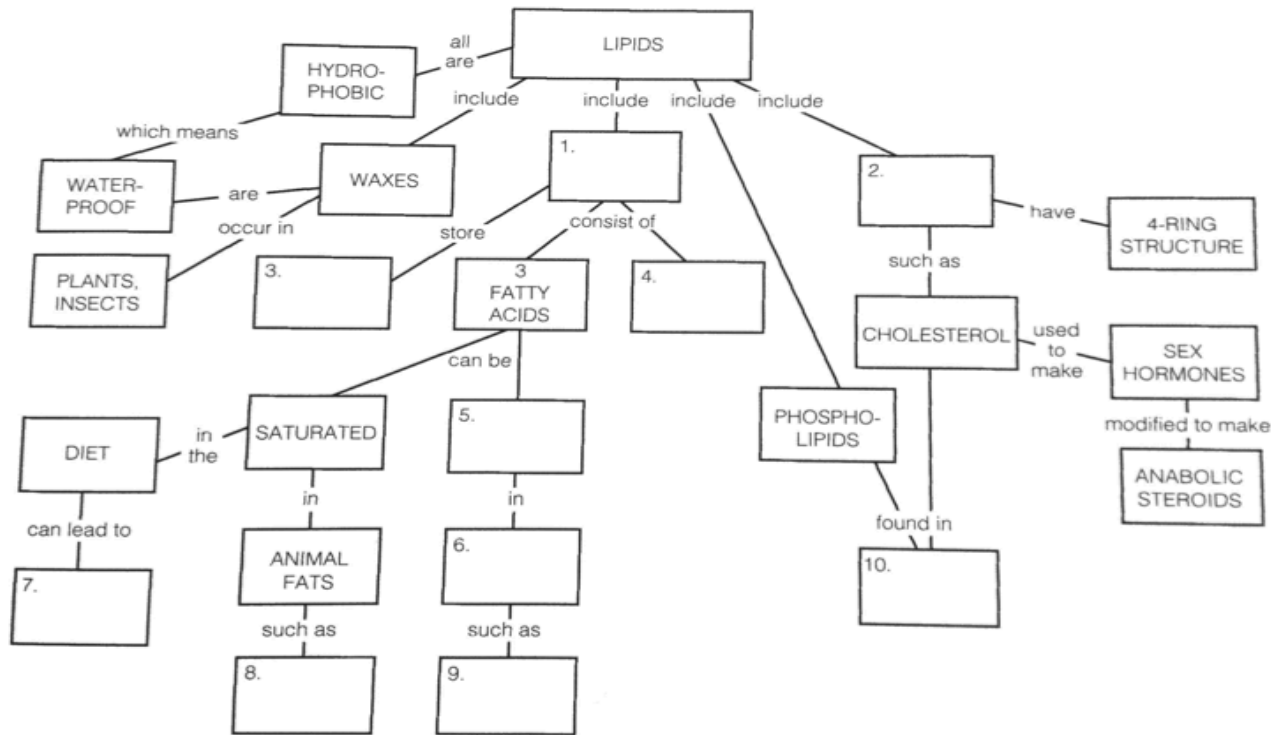 LIPIDS
all
are
HYDRO-
PHOBIC
include
include
include
include
which means
WATER-
PROOF
are
WAXES
1.
2.
occur in
store
consist of
have
4-RING
STRUCTURE
PLANTS,
INSECTS
3.
3
FATTY
ACIDS
4.
such as
CHOLESTEROL
used
to
make
SEX
HORMONES
can be
modified to make
ANABOLIC
STEROIDS
DIET
in
the
SATURATED
5.
PHOSPHO-
LIPIDS
can lead to
in
in
found in
7.
ANIMAL
FATS
6.
10.
such as
such as
8.
9.